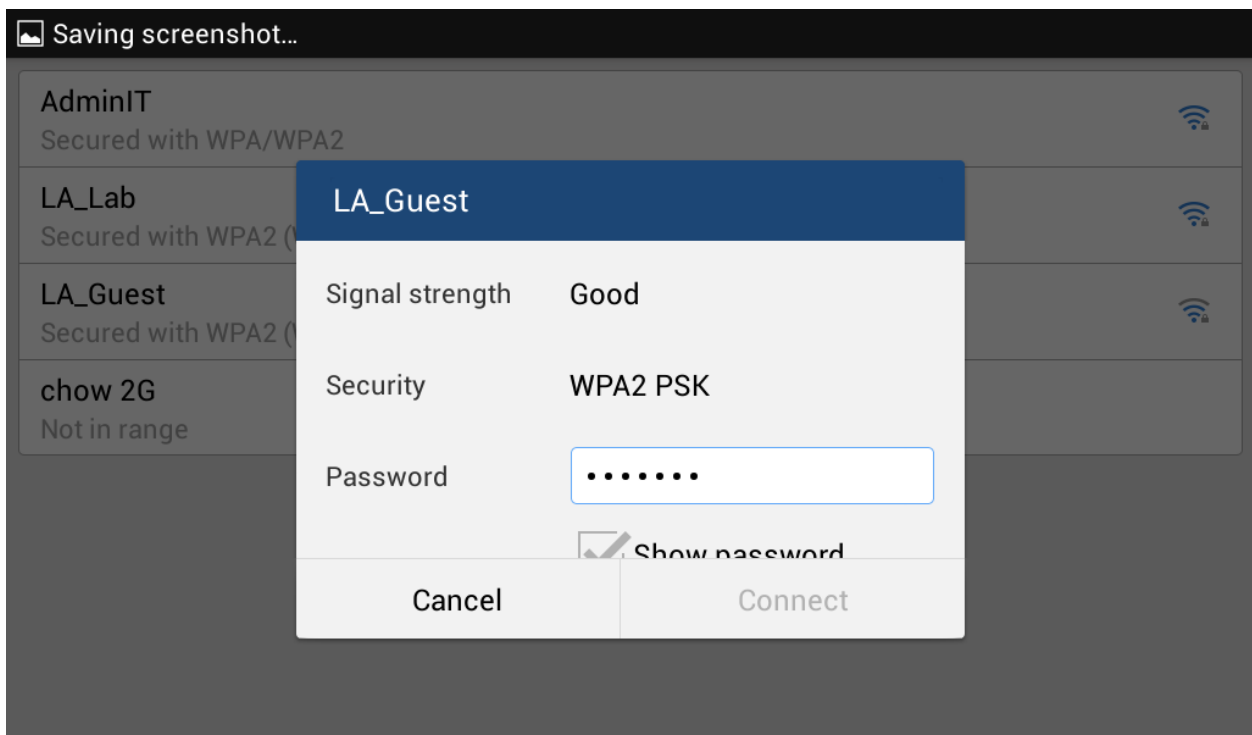 Saving screenshot...
AdminIT
Secured with WPA/WPA2
LA_Lab
Secured with WPA2 (
LA_Guest
Secured with WPA2 (
chow 2G
Not in range
LA_Guest
Signal strength Good
Security WPA2 PSK
Password •••••••
Show password
Cancel Connect